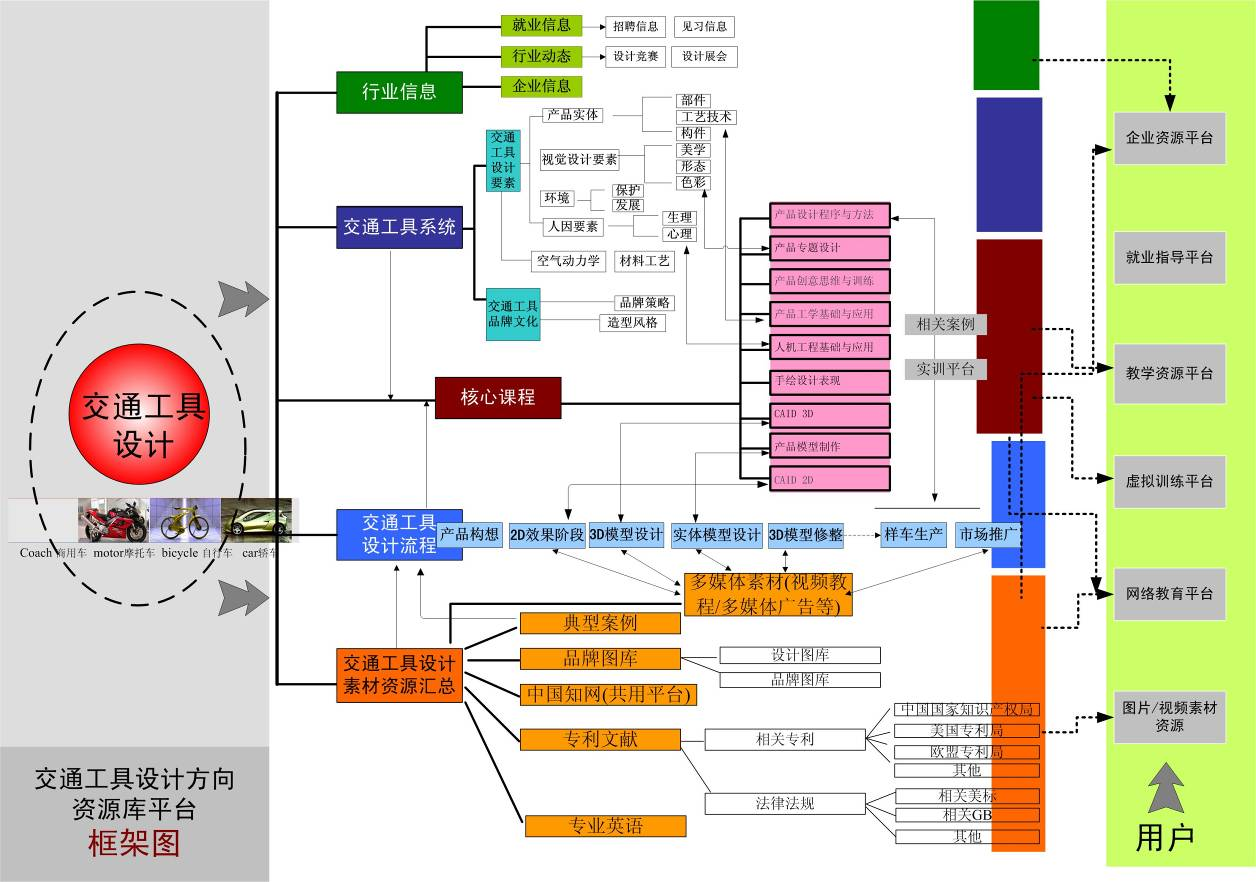 交通工具
设计
Coach 商用车
motor摩托车
bicycle 自行车
car轿车
交通工具设计方向
资源库平台
框架图
行业信息
就业信息
招聘信息
见习信息
行业动态
设计竞赛
设计展会
企业信息
交通工具系统
交通
工具
设计
要素
产品实体
部件
工艺技术
构件
视觉设计要素
美学
形态
色彩
环境
保护
发展
人因要素
生理
心理
空气动力学
材料工艺
交通工具
品牌文化
品牌策略
造型风格
核心课程
产品设计程序与方法
产品专题设计
产品创意思维与训练
产品工学基础与应用
人机工程基础与应用
手绘设计表现
CAID 3D
产品模型制作
CAID 2D
相关案例
实训平台
交通工具
设计流程
产品构想
2D效果阶段
3D模型设计
实体模型设计
3D模型修整
样车生产
市场推广
多媒体素材(视频教
程/多媒体广告等)
交通工具设计
素材资源汇总
典型案例
品牌图库
设计图库
品牌图库
中国知网(共用平台)
专利文献
相关专利
中国国家知识产权局
美国专利局
欧盟专利局
其他
法律法规
相关美标
相关GB
其他
专业英语
企业资源平台
就业指导平台
教学资源平台
虚拟训练平台
网络教育平台
图片/视频素材
资源
用户